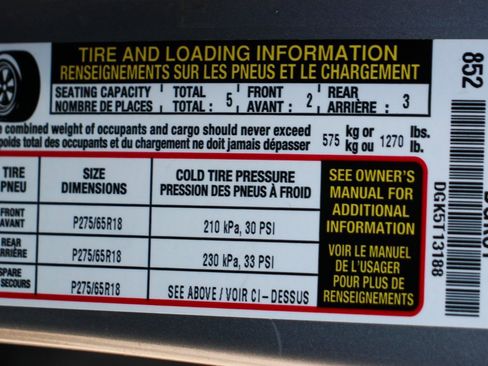 TIRE AND LOADING INFORMATION
RENSEIGNEMENTS SUR LES PNEUS ET LE CHARGEMENT
SEATING CAPACITY TOTAL FRONT REAR
NOMBRE DE PLACES TOTAL : 5 AVANT : 2 ARRIÈRE : 3
combined weight of occupants and cargo should never exceed 575 kg or 1270 lbs.
poids total des occupants et du chargement ne doit jamais dépasser kg ou lb.
TIRE SIZE COLD TIRE PRESSURE
PNEU DIMENSIONS PRESSION DES PNEUS À FROID
FRONT
AVANT P275/65R18 210 kPa, 30 PSI
REAR
ARRIÈRE P275/65R18 230 kPa, 33 PSI
SPARE
SECOURS P275/65R18 SEE ABOVE / VOIR CI – DESSUS
SEE OWNER'S
MANUAL FOR
ADDITIONAL
INFORMATION
VOIR LE MANUEL
DE L'USAGER
POUR PLUS DE
RENSEIGNEMENTS
852
DGK5T13188